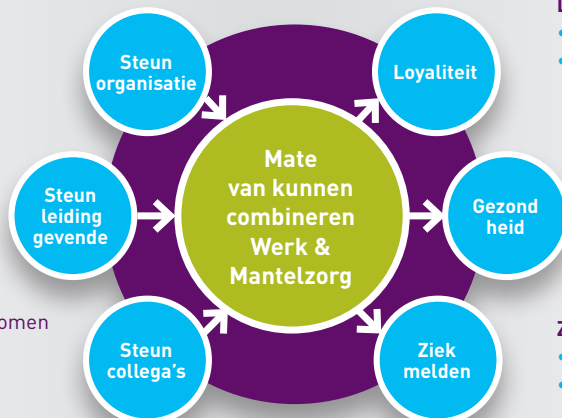 Steun
organisatie
Loyaliteit
Mate
van kunnen
combineren
Werk &
Mantelzorg
Steun
leiding
gevende
Gezond
heid
omen
Steun
collega's
Ziek
melden
Z